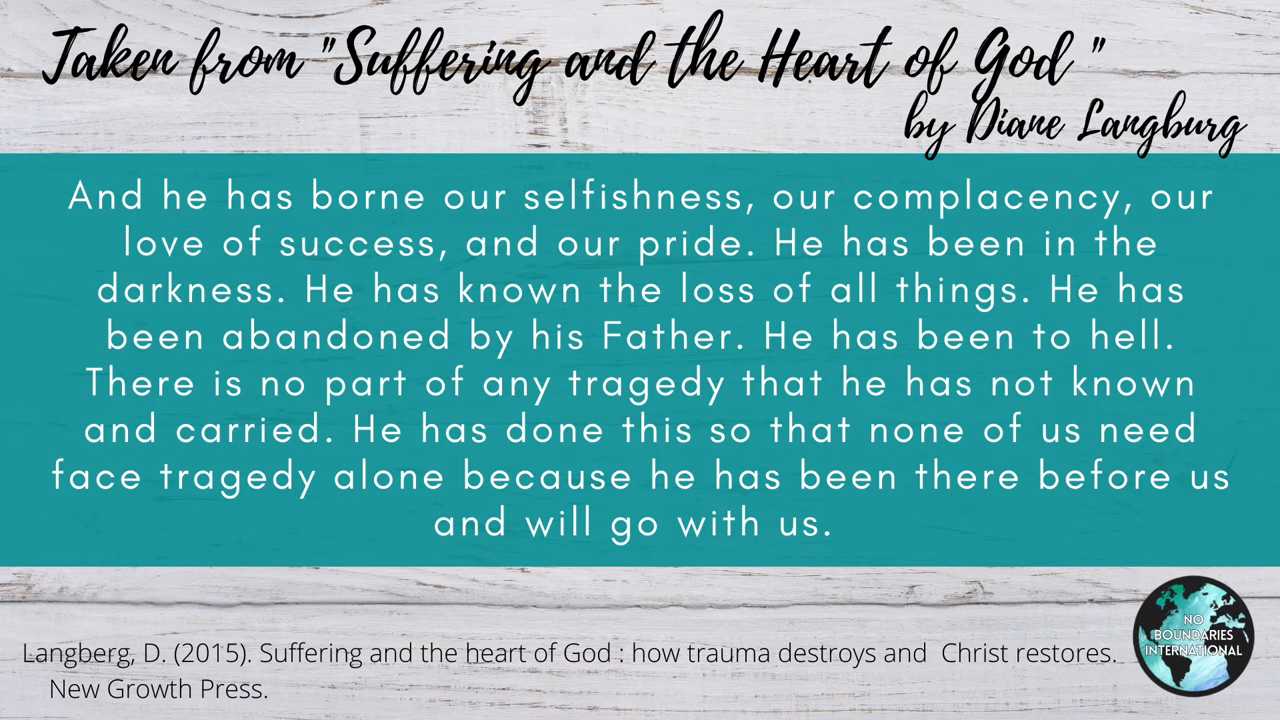 Taken from "Suffering and the Heart of God "
by Diane Langburg
And he has borne our selfishness, our complacency, our
love of success, and our pride. He has been in the
darkness. He has known the loss of all things. He has
been abandoned by his Father. He has been to hell.
There is no part of any tragedy that he has not known
and carried. He has done this so that none of us need
face tragedy alone because he has been there before us
and will go with us.
Langberg, D. (2015). Suffering and the heart of God : how trauma destroys and  Christ restores.
New Growth Press.
NO
BOUNDARIES
INTERNATIONAL